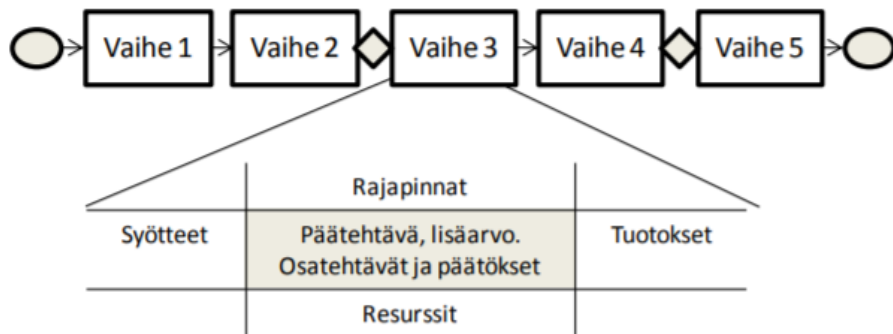 Vaihe 1
Vaihe 2
Vaihe 3
Vaihe 4
Vaihe 5
Rajapinnat
Syötteet
Päätehtävä, lisäarvo.
Osatehtävät ja päätökset
Tuotokset
Resurssit